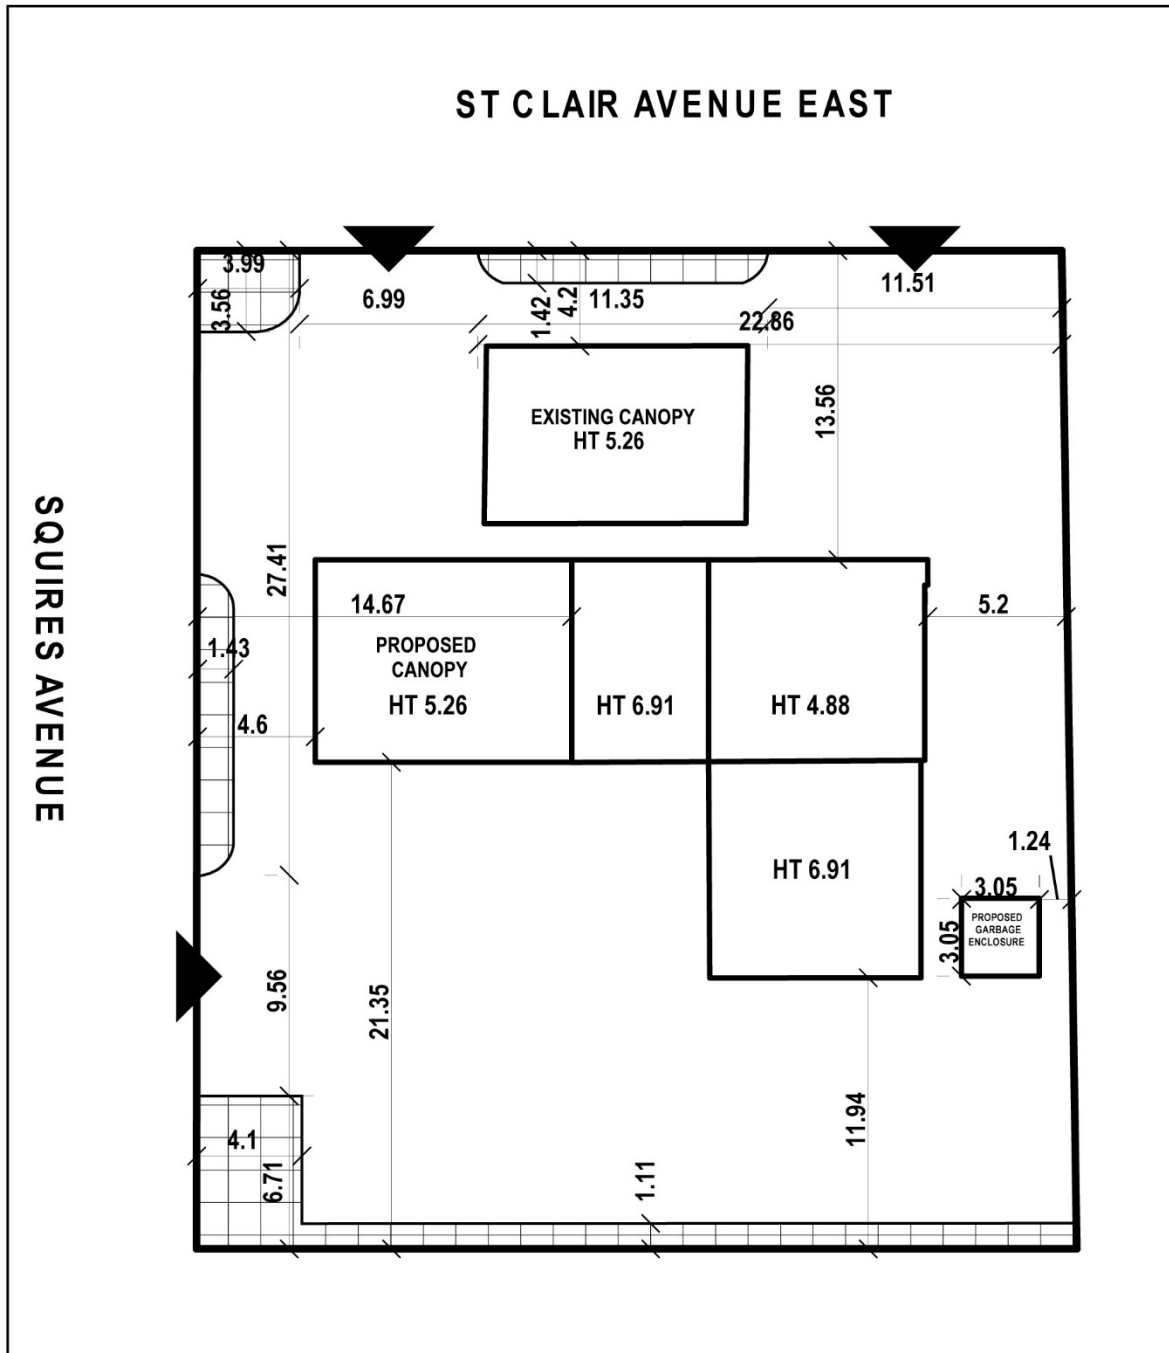 ST CLAIR AVENUE EAST
3.99
3.56
6.99
1.42
4.2
11.35
11.51
22.86
EXISTING CANOPY
HT 5.26
13.56
SQUIRES AVENUE
27.41
14.67
5.2
1.43
PROPOSED
CANOPY
HT 5.26
HT 6.91
HT 4.88
4.6
HT 6.91
1.24
3.05
3.05
PROPOSED
GARBAGE
ENCLOSURE
9.56
21.35
11.94
4.1
6.71
1.11